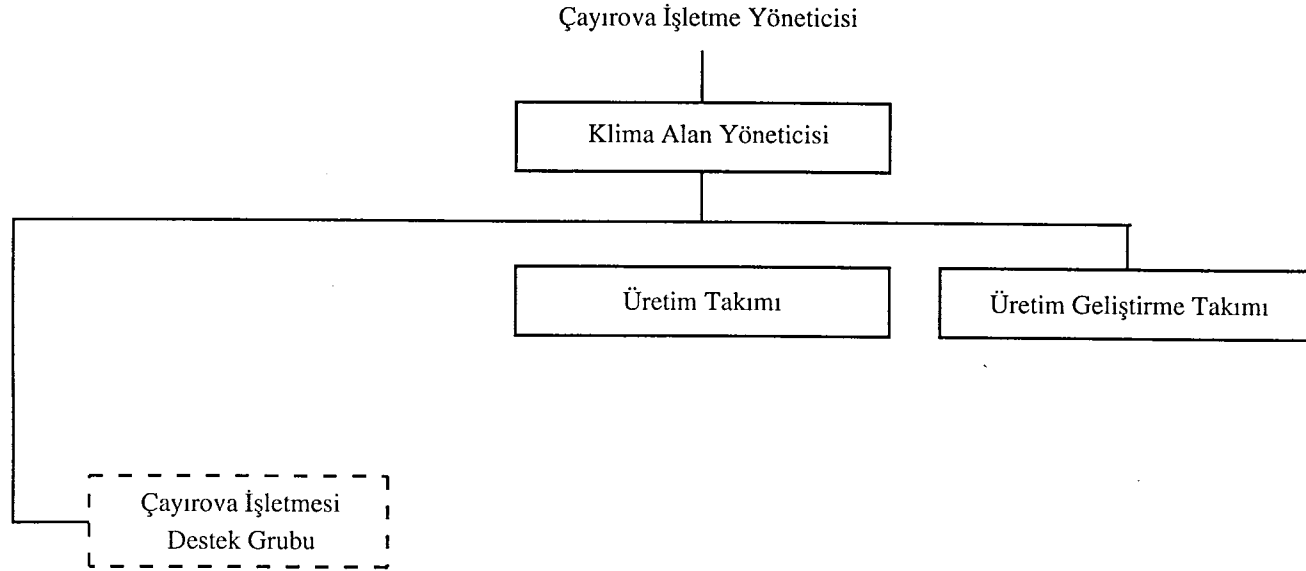 Çayırova İşletme Yöneticisi
Klima Alan Yöneticisi
Üretim Takımı
Üretim Geliştirme Takımı
Çayırova İşletmesi
Destek Grubu